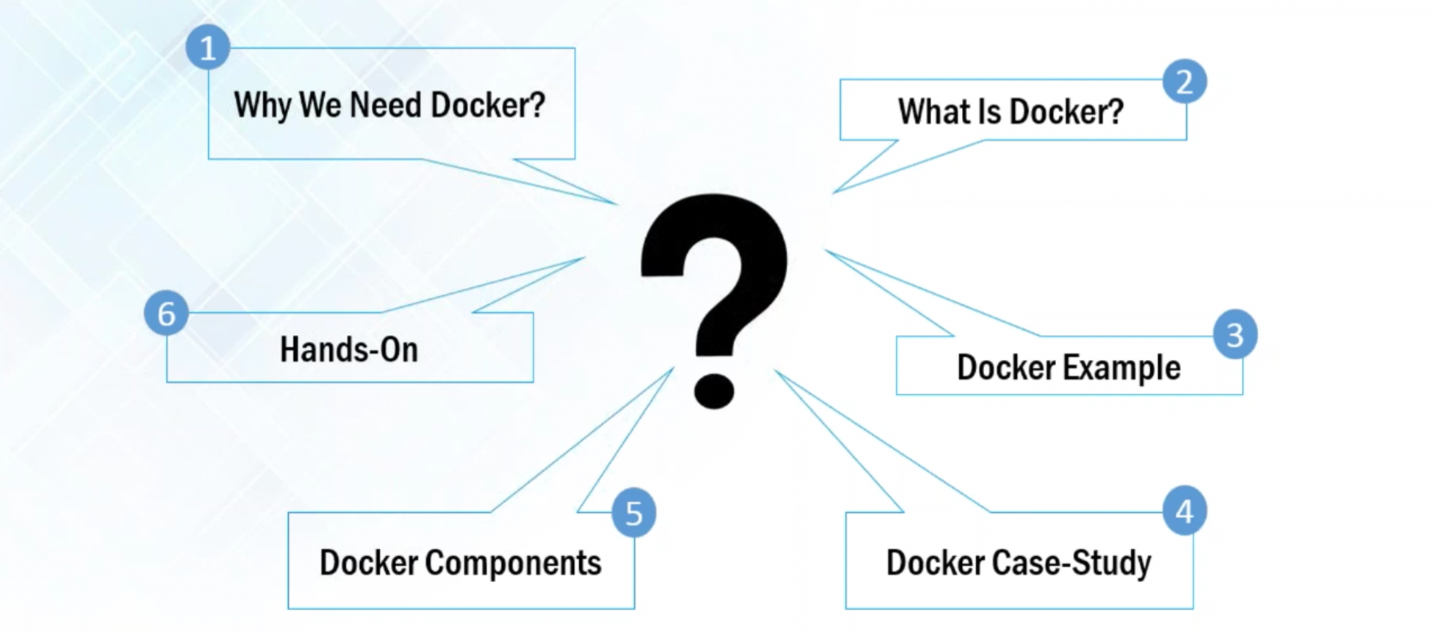 1
Why We Need Docker?
2
What Is Docker?
3
Docker Example
4
Docker Case-Study
5
Docker Components
6
Hands-On
?